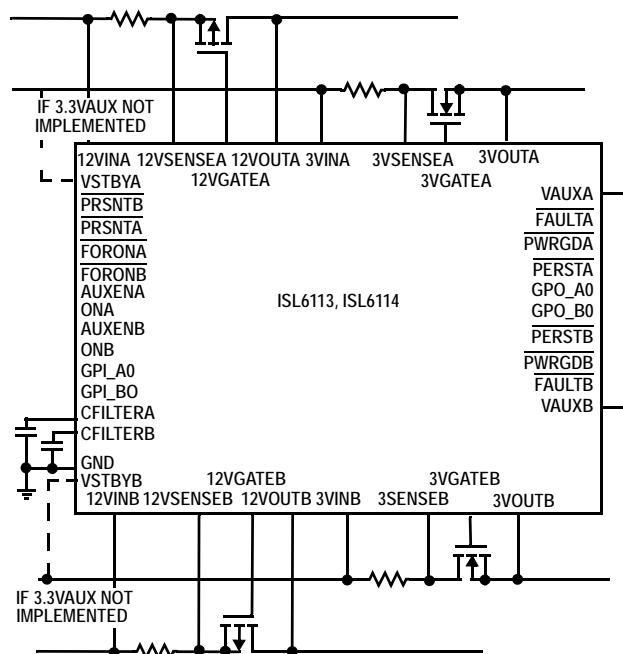 IF 3.3VAUX NOT
IMPLEMENTED
12VINA 12VSENSEA 12VOUTA 3VINA 3VSENSEA 3VOUTA
12VGATEA 3VGATEA
VSTBYA
PRSNTB
PRSNTA
FORONA
FORONB
AUXENA
ONA
AUXENB
ONB
GPI_A0
GPI_BO
CFILTERA
CFILTERB
GND
VSTBYB
ISL6113, ISL6114
VAUXA
FAULTA
PWRGDA
PERSTA
GPO_A0
GPO_B0
PERSTB
PWRGDB
FAULTB
VAUXB
12VGATEB 3VGATEB
12VINB 12VSENSEB 12VOUTB 3VINB 3SENSEB 3VOUTB
IF 3.3VAUX NOT
IMPLEMENTED